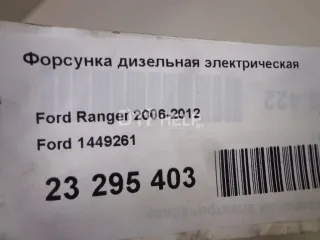 Форсунка дизельная электрическая
Ford Ranger 2006-2012
Ford 1449261
23 295 403